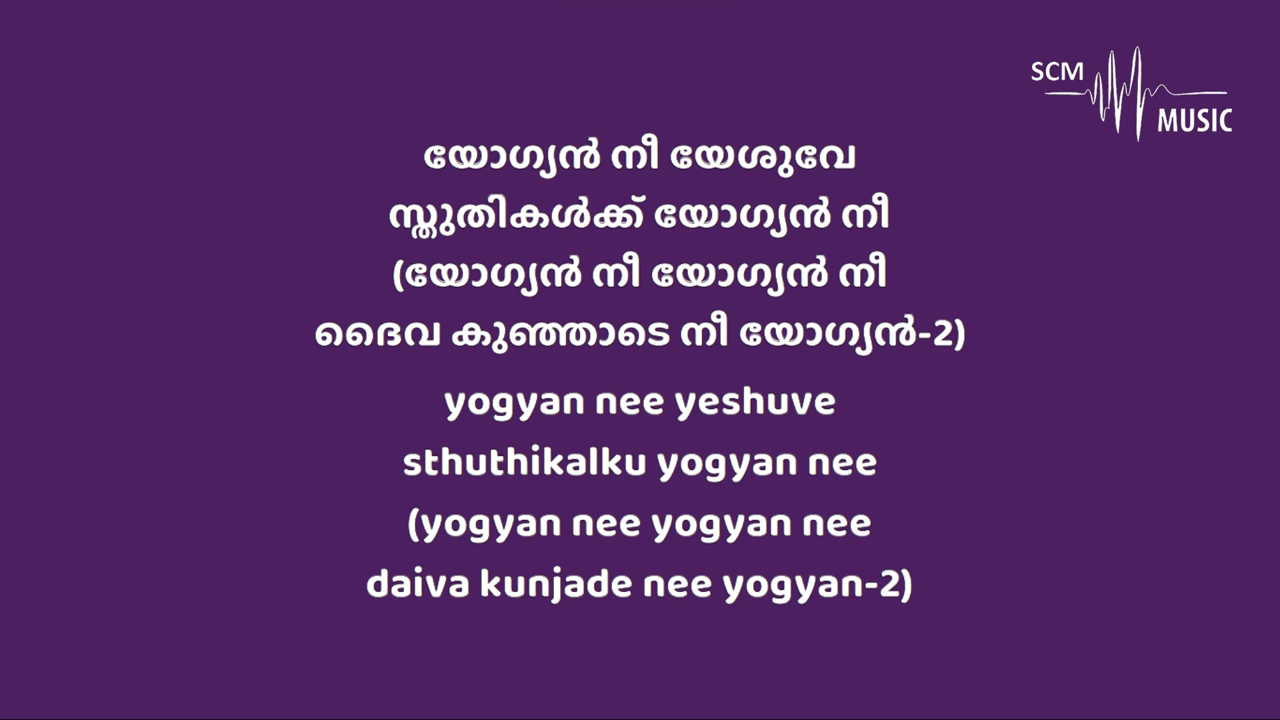 SCM
MUSIC
യോഗ്യൻ നീ യേശുവേ
സ്തുതികൾക്ക് യോഗ്യൻ നീ
(യോഗ്യൻ നീ യോഗ്യൻ നീ
ദൈവ കുഞ്ഞാടെ നീ യോഗ്യൻ-2)
yogyan nee yeshuve
sthuthikalku yogyan nee
(yogyan nee yogyan nee
daiva kunjade nee yogyan-2)